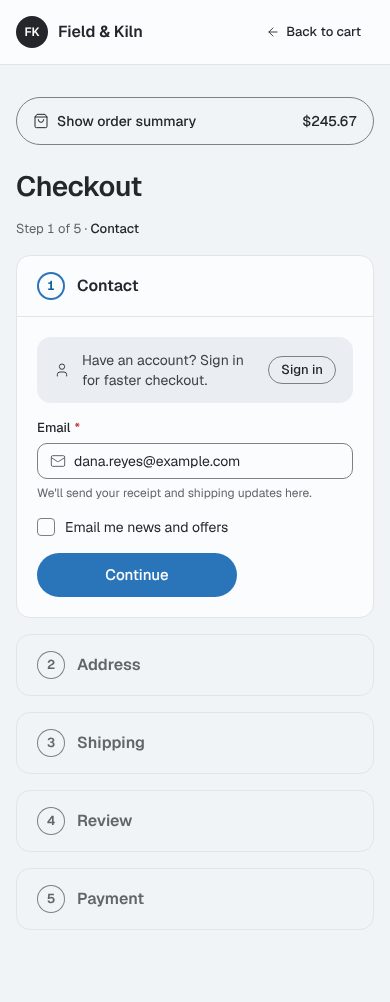 FK Field & Kiln
Back to cart
Show order summary $245.67
Checkout
Step 1 of 5 · Contact
1 Contact
Have an account? Sign in
for faster checkout.
Sign in
Email *
dana.reyes@example.com
We'll send your receipt and shipping updates here.
Email me news and offers
Continue
2 Address
3 Shipping
4 Review
5 Payment